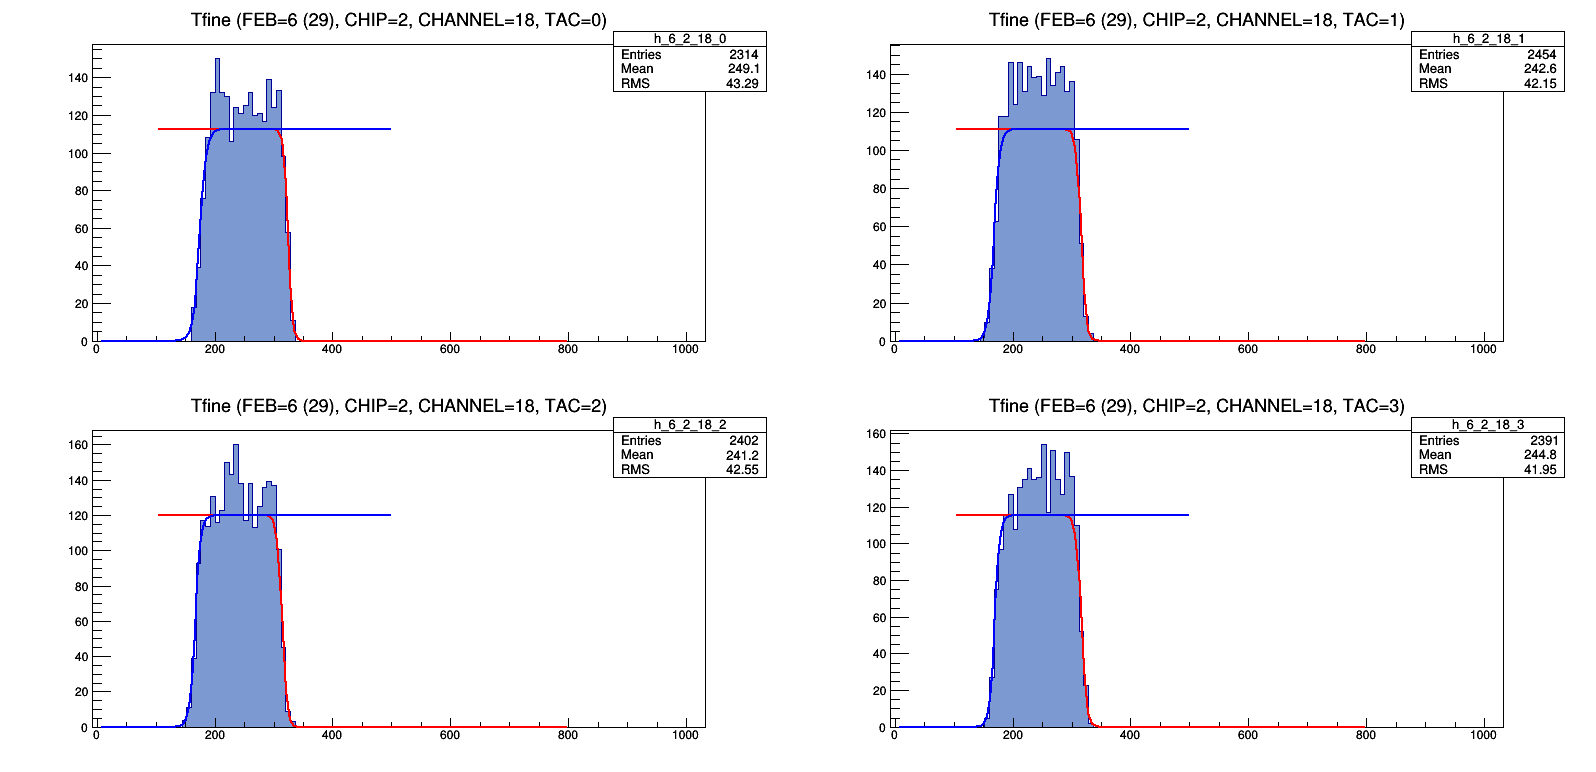 Tfine (FEB=6 (29), CHIP=2, CHANNEL=18, TAC=0)
h_6_2_18_0
Entries 2314
Mean 249.1
RMS 43.29
140
120
100
80
60
40
20
0
0 200 400 600 800 1000
Tfine (FEB=6 (29), CHIP=2, CHANNEL=18, TAC=1)
h_6_2_18_1
Entries 2454
Mean 242.6
RMS 42.15
140
120
100
80
60
40
20
0
0 200 400 600 800 1000
Tfine (FEB=6 (29), CHIP=2, CHANNEL=18, TAC=2)
h_6_2_18_2
Entries 2402
Mean 241.2
RMS 42.55
160
140
120
100
80
60
40
20
0
0 200 400 600 800 1000
Tfine (FEB=6 (29), CHIP=2, CHANNEL=18, TAC=3)
h_6_2_18_3
Entries 2391
Mean 244.8
RMS 41.95
160
140
120
100
80
60
40
20
0
0 200 400 600 800 1000